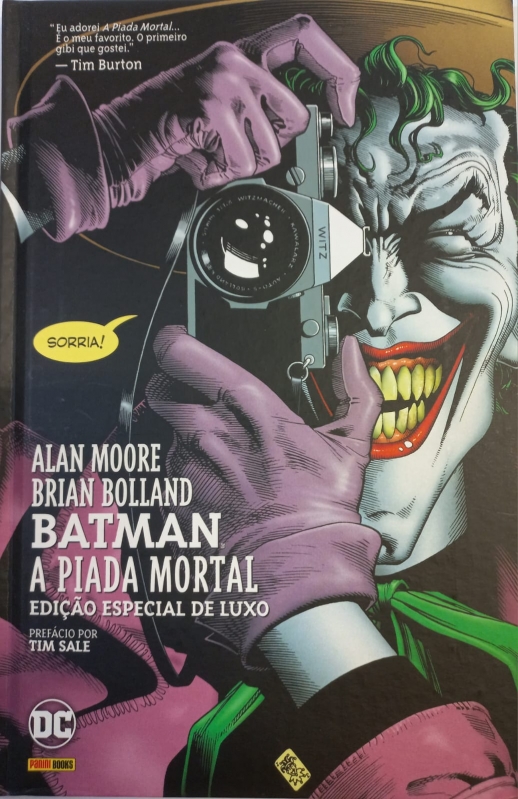 "Eu adorei A Piada Mortal...
É o meu favorito. O primeiro
gibi que gostei."
— Tim Burton
WITZ
SORRIA!
ALAN MOORE
BRIAN BOLLAND
BATMAN
A PIADA MORTAL
EDIÇÃO ESPECIAL DE LUXO
PREFÁCIO POR
TIM SALE
DC
PANINI BOOKS